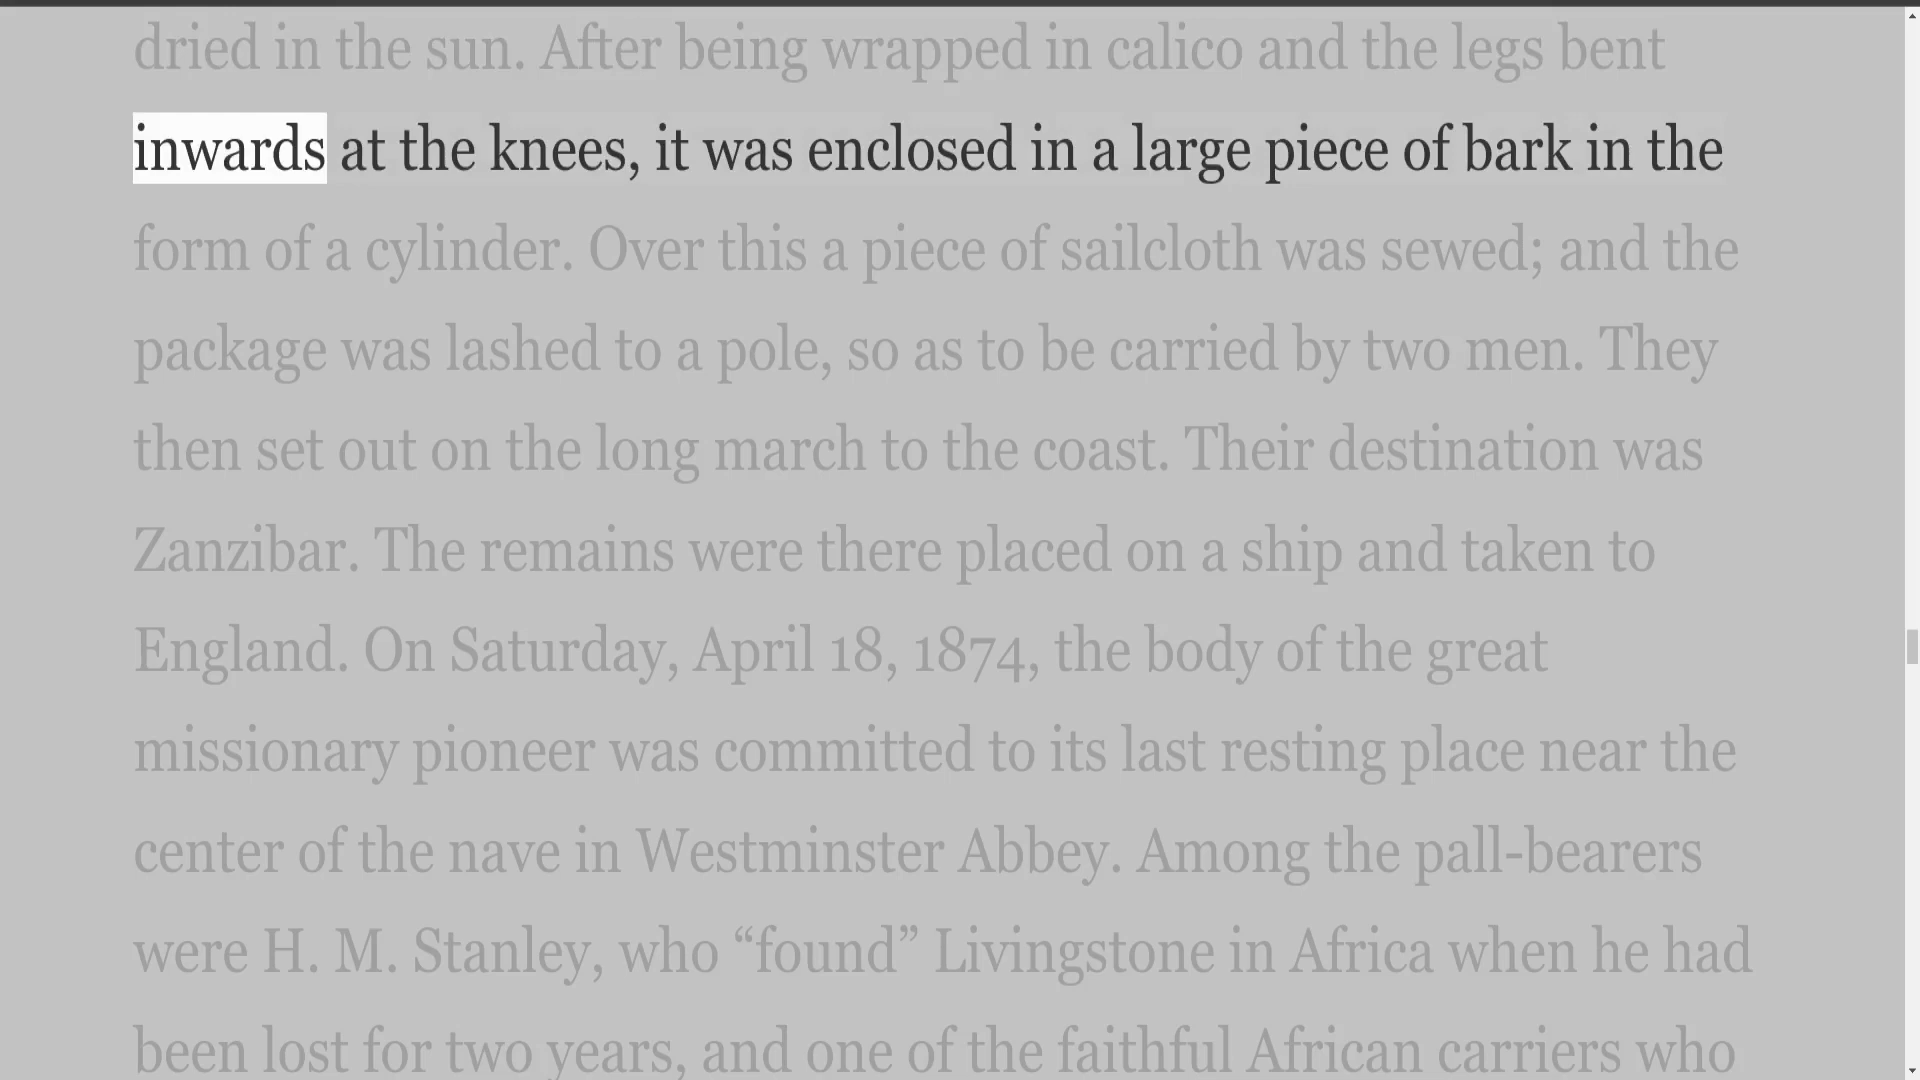 dried in the sun. After being wrapped in calico and the legs bent
inwards at the knees, it was enclosed in a large piece of bark in the
form of a cylinder. Over this a piece of sailcloth was sewed; and the
package was lashed to a pole, so as to be carried by two men. They
then set out on the long march to the coast. Their destination was
Zanzibar. The remains were there placed on a ship and taken to
England. On Saturday, April 18, 1874, the body of the great
missionary pioneer was committed to its last resting place near the
center of the nave in Westminster Abbey. Among the pall-bearers
were H. M. Stanley, who “found” Livingstone in Africa when he had
been lost for two years, and one of the faithful African carriers who